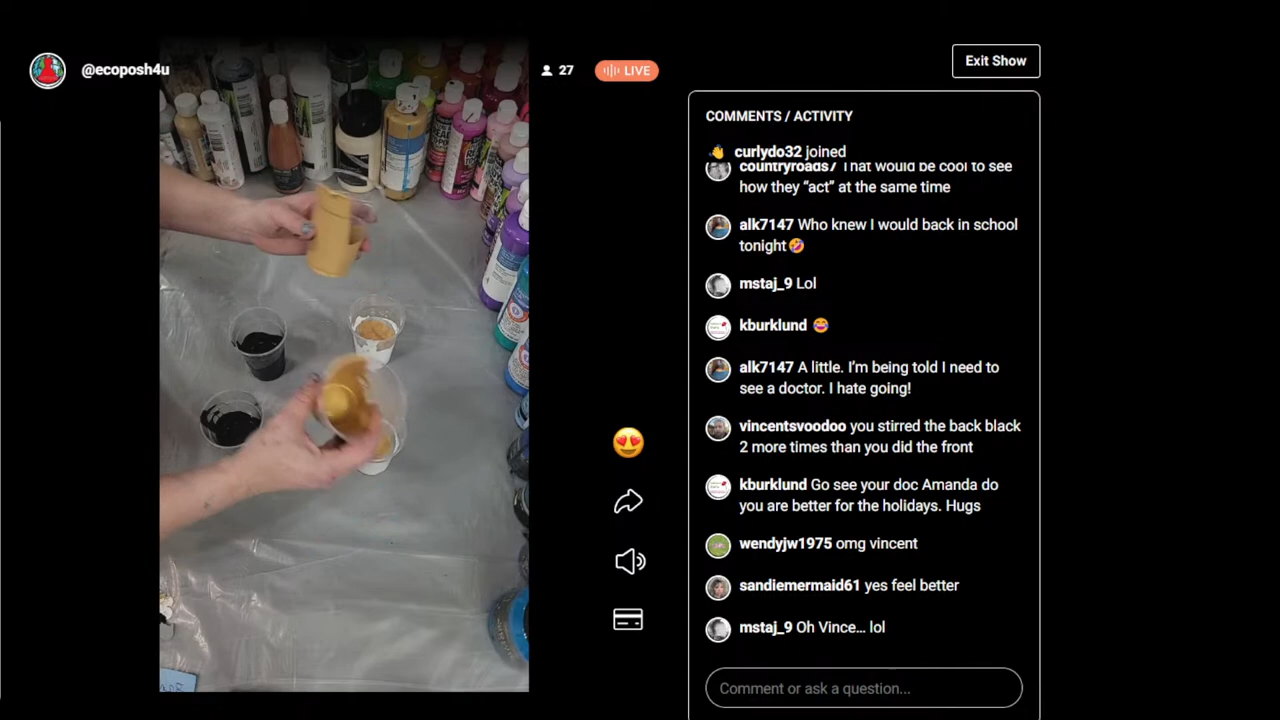 @ecoposh4u
27
LIVE
Exit Show
COMMENTS / ACTIVITY
curlydo32 joined
countryroads7 That would be cool to see
how they “act” at the same time
alk7147 Who knew I would back in school
tonight🤣
mstaj_9 Lol
kburklund 😂
alk7147 A little. I’m being told I need to
see a doctor. I hate going!
vincentsvoodoo you stirred the back black
2 more times than you did the front
kburklund Go see your doc Amanda do
you are better for the holidays. Hugs
wendyjw1975 omg vincent
sandiemermaid61 yes feel better
mstaj_9 Oh Vince... lol
Comment or ask a question...